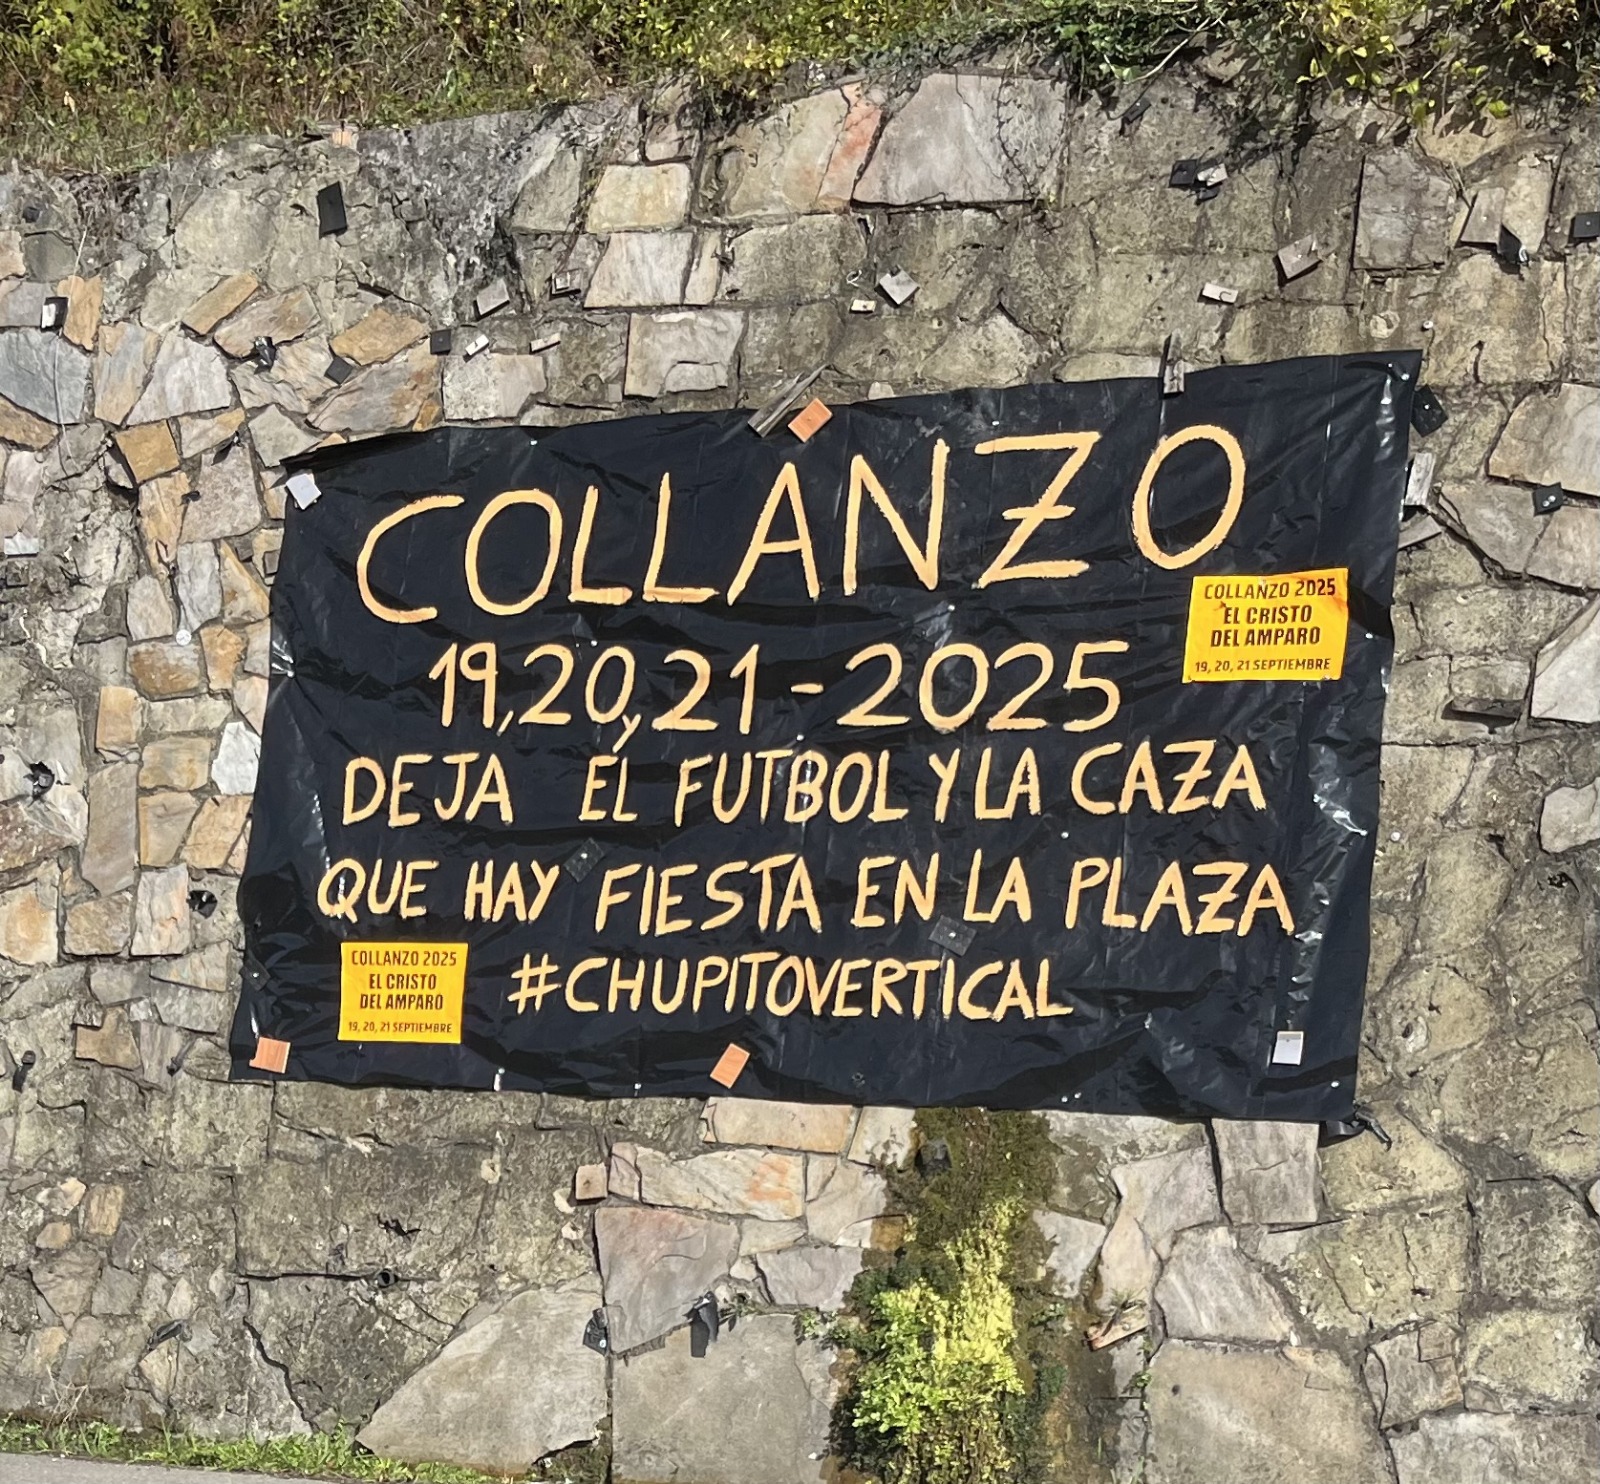 COLLANZO
19,20,21-2025
DEJA EL FUTBOL Y LA CAZA
QUE HAY FIESTA EN LA PLAZA
#CHUPITOVERTICAL
COLLANZO 2025
EL CRISTO
DEL AMPARO
19, 20, 21 SEPTIEMBRE
COLLANZO 2025
EL CRISTO
DEL AMPARO
19, 20, 21 SEPTIEMBRE